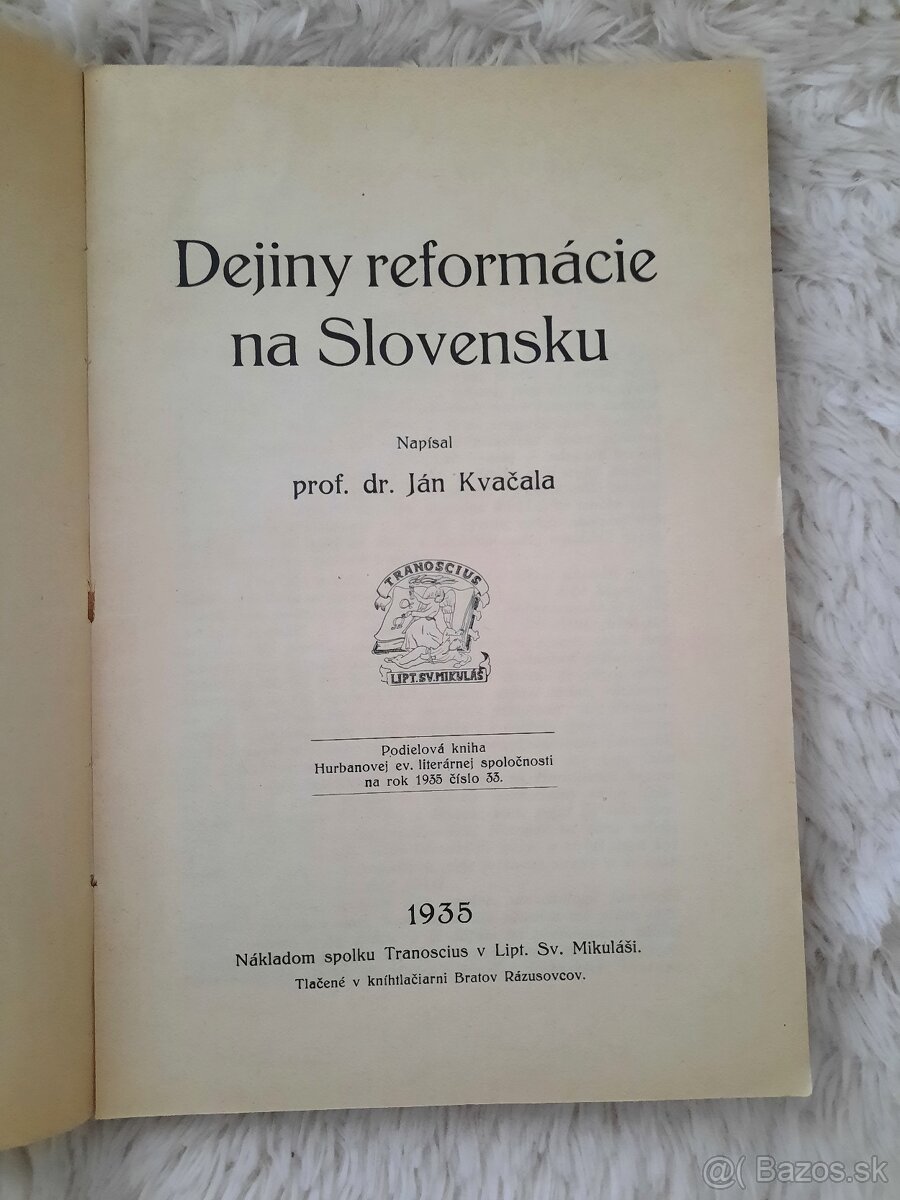 Dejiny reformácie
na Slovensku
Napísal
prof. dr. Ján Kvačala
TRANOSCIUS
LIPT. SV. MIKULÁŠ
Podielová kniha
Hurbanovej ev. literárnej spoločnosti
na rok 1935 číslo 33.
1935
Nákladom spolku Tranoscius v Lipt. Sv. Mikuláši.
Tlačené v kníhtlačiarni Bratov Rázusovcov.
@( Bazos.sk